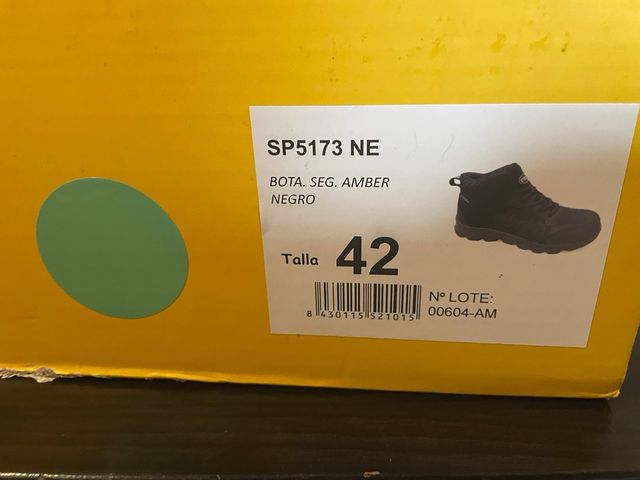 SP5173 NE
BOTA. SEG. AMBER
NEGRO
Talla 42
8 430115 521015
Nº LOTE:
00604-AM